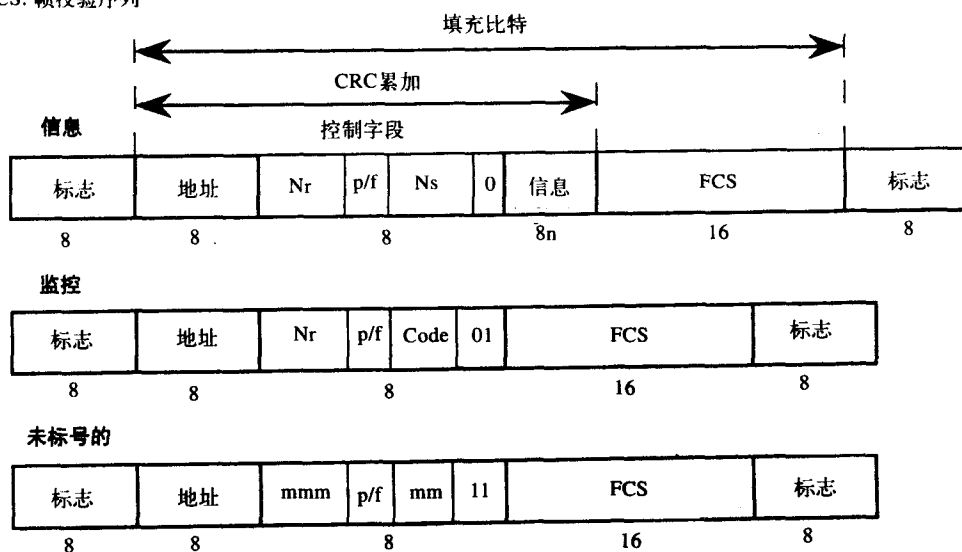 CS: 帧校验序列
填充比特
CRC累加
信息
控制字段
标志 地址 Nr p/f Ns 0 信息 FCS 标志
8 8 8 8n 16 8
监控
标志 地址 Nr p/f Code 01 FCS 标志
8 8 8 16 8
未标号的
标志 地址 mmm p/f mm 11 FCS 标志
8 8 8 16 8